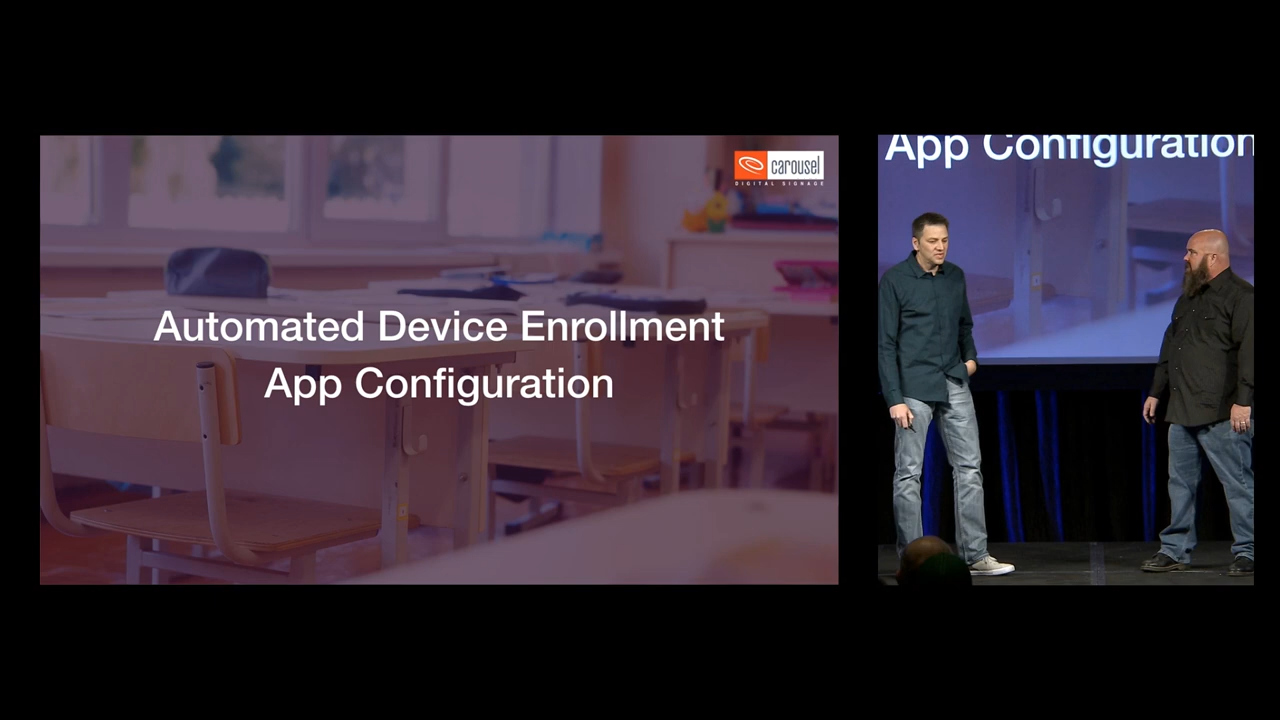 carousel
DIGITAL SIGNAGE
Automated Device Enrollment
App Configuration
App Configuration